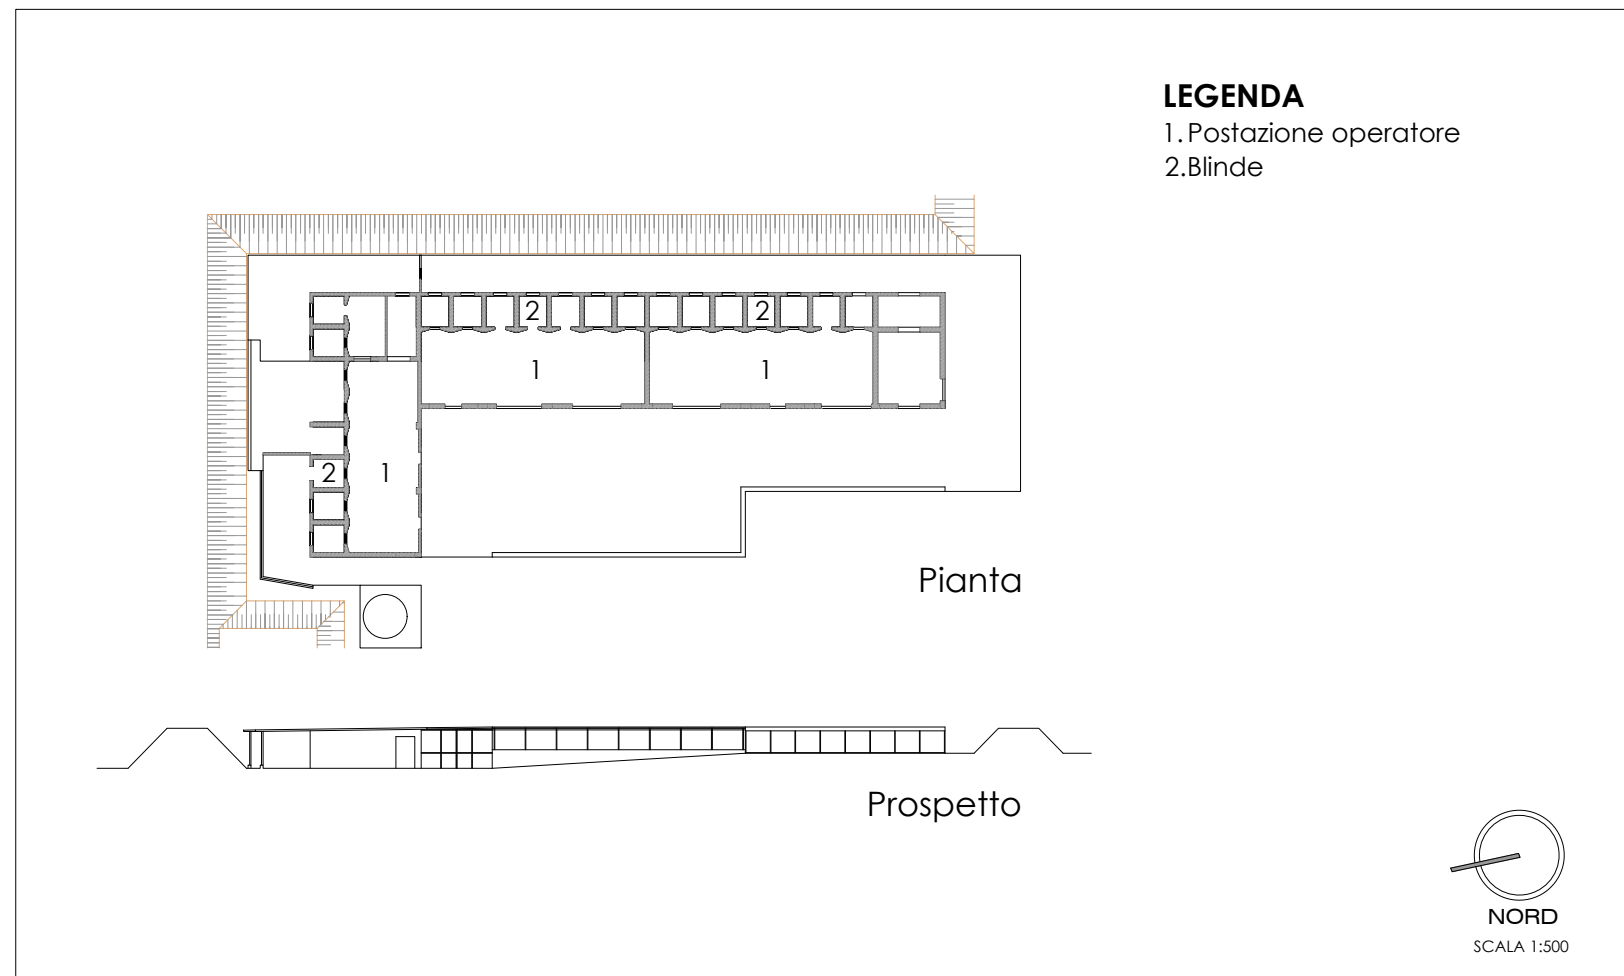 LEGENDA
1.Postazione operatore
2.Blinde
2
2
1
1
2
1
Pianta
Prospetto
NORD
SCALA 1:500